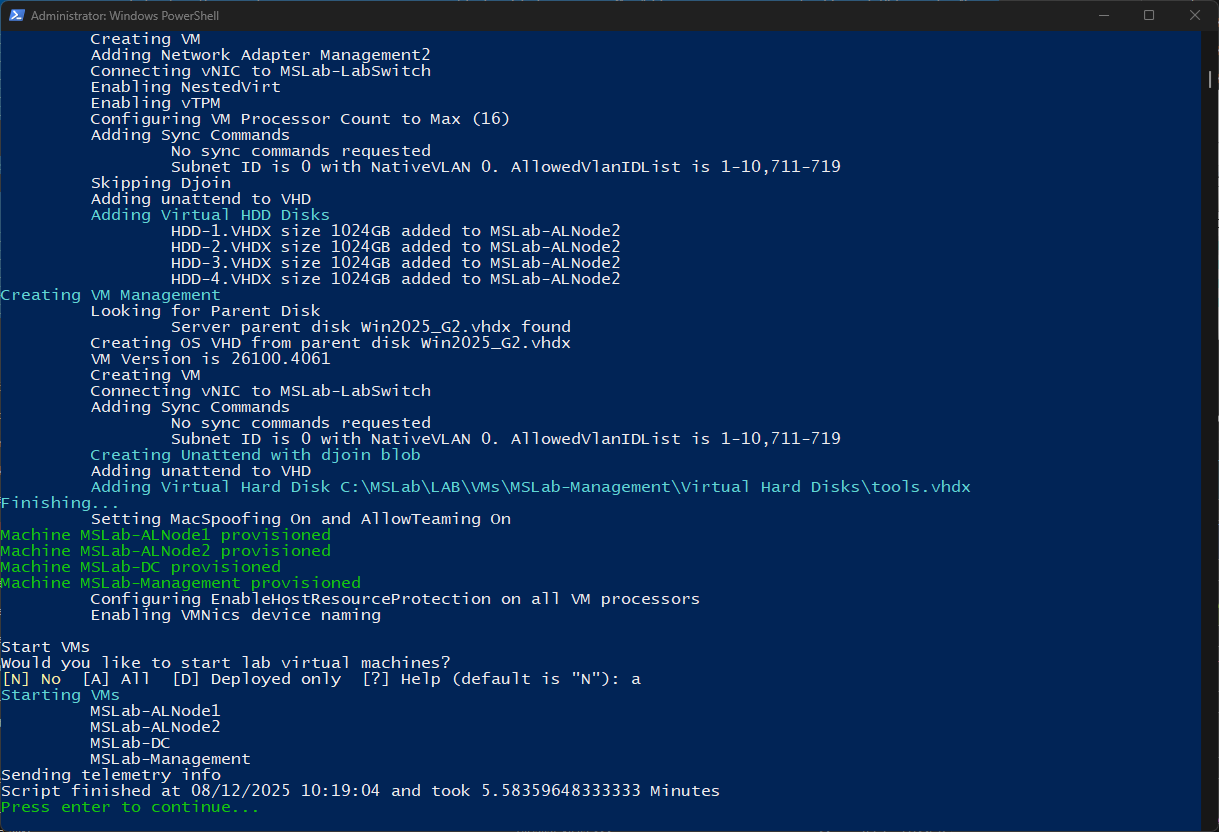 Administrator: Windows PowerShell
Creating VM
Adding Network Adapter Management2
Connecting vNIC to MSLab-LabSwitch
Enabling NestedVirt
Enabling vTPM
Configuring VM Processor Count to Max (16)
Adding Sync Commands
No sync commands requested
Subnet ID is 0 with NativeVLAN 0. AllowedVlanIDList is 1-10,711-719
Skipping Djoin
Adding unattend to VHD
Adding Virtual HDD Disks
HDD-1.VHDX size 1024GB added to MSLab-ALNode2
HDD-2.VHDX size 1024GB added to MSLab-ALNode2
HDD-3.VHDX size 1024GB added to MSLab-ALNode2
HDD-4.VHDX size 1024GB added to MSLab-ALNode2
Creating VM Management
Looking for Parent Disk
Server parent disk Win2025_G2.vhdx found
Creating OS VHD from parent disk Win2025_G2.vhdx
VM Version is 26100.4061
Creating VM
Connecting vNIC to MSLab-LabSwitch
Adding Sync Commands
No sync commands requested
Subnet ID is 0 with NativeVLAN 0. AllowedVlanIDList is 1-10,711-719
Creating Unattend with djoin blob
Adding unattend to VHD
Adding Virtual Hard Disk C:\MSLab\LAB\VMs\MSLab-Management\Virtual Hard Disks\tools.vhdx
Finishing...
Setting MacSpoofing On and AllowTeaming On
Machine MSLab-ALNode1 provisioned
Machine MSLab-ALNode2 provisioned
Machine MSLab-DC provisioned
Machine MSLab-Management provisioned
Configuring EnableHostResourceProtection on all VM processors
Enabling VMNics device naming
Start VMs
Would you like to start lab virtual machines?
[N] No  [A] All  [D] Deployed only  [?] Help (default is "N"): a
Starting VMs
MSLab-ALNode1
MSLab-ALNode2
MSLab-DC
MSLab-Management
Sending telemetry info
Script finished at 08/12/2025 10:19:04 and took 5.58359648333333 Minutes
Press enter to continue...